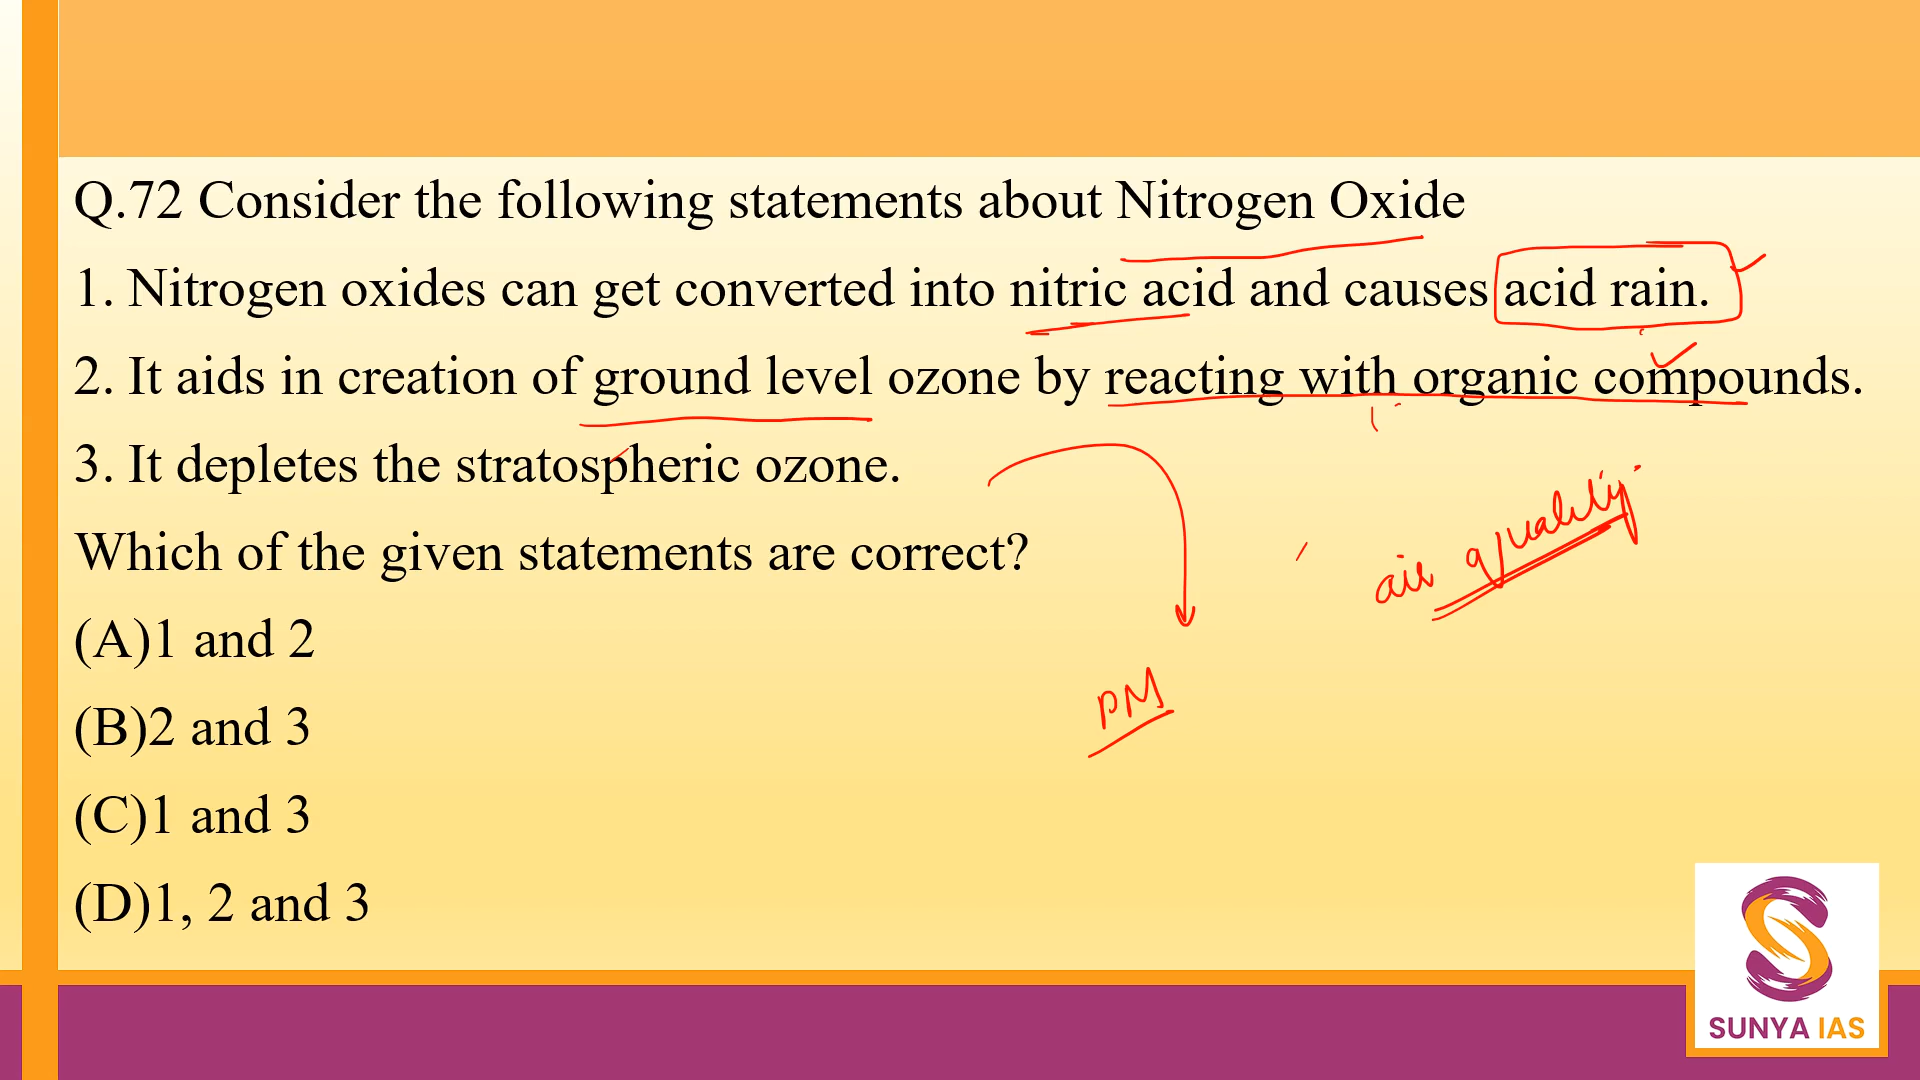 Q.72 Consider the following statements about Nitrogen Oxide
1. Nitrogen oxides can get converted into nitric acid and causes acid rain.
2. It aids in creation of ground level ozone by reacting with organic compounds.
3. It depletes the stratospheric ozone.
Which of the given statements are correct?
air quality
(A)1 and 2
PM
(B)2 and 3
(C)1 and 3
(D)1, 2 and 3
SUNYA IAS